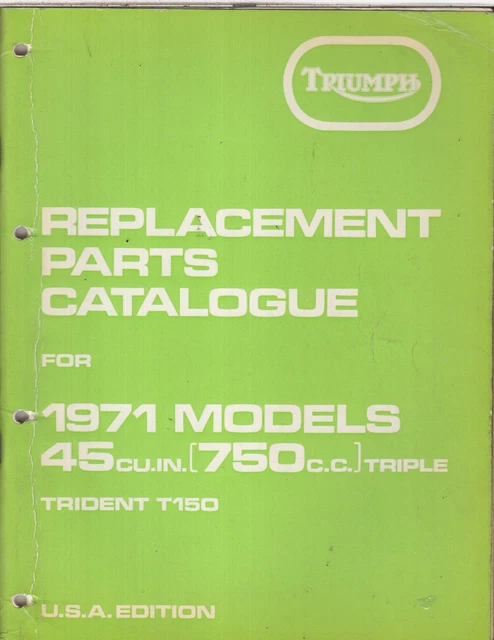 TRIUMPH
REPLACEMENT
PARTS
CATALOGUE
FOR
1971 MODELS
45CU.IN.[750C.C.]TRIPLE
TRIDENT T150
U.S.A. EDITION